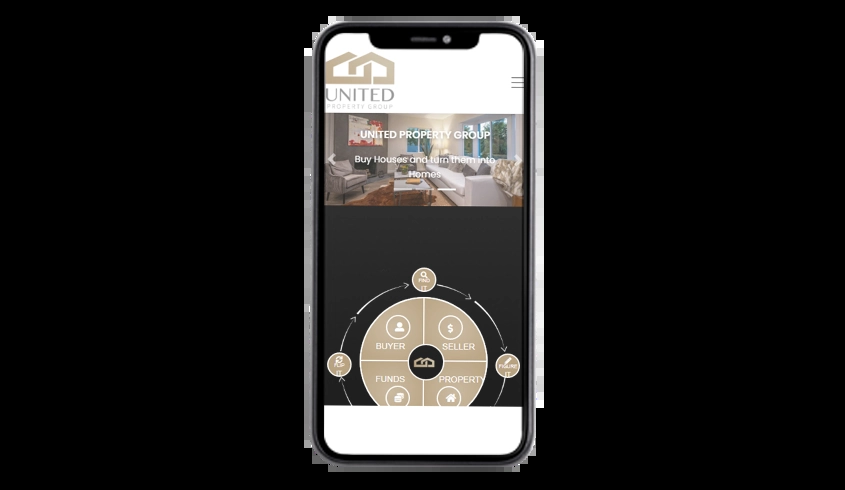 UNITED
PROPERTY GROUP
UNITED PROPERTY GROUP
Buy Houses and turn them into
Homes
FIND
IT
BUYER
SELLER
FLIP
IT
FIGURE
IT
FUNDS
PROPERTY